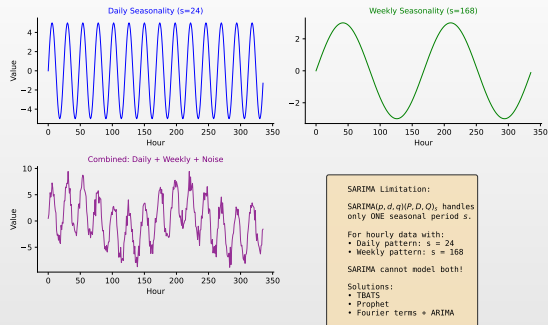 Daily Seasonality (s=24)
Value
4
2
0
−2
−4
0 50 100 150 200 250 300 350
Hour
Weekly Seasonality (s=168)
2
0
−2
0 50 100 150 200 250 300 350
Hour
Combined: Daily + Weekly + Noise
Value
10
5
0
−5
0 50 100 150 200 250 300 350
Hour
SARIMA Limitation:
SARIMA(p, d, q)(P, D, Q)s handles
only ONE seasonal period s.
For hourly data with:
• Daily pattern: s = 24
• Weekly pattern: s = 168
SARIMA cannot model both!
Solutions:
• TBATS
• Prophet
• Fourier terms + ARIMA